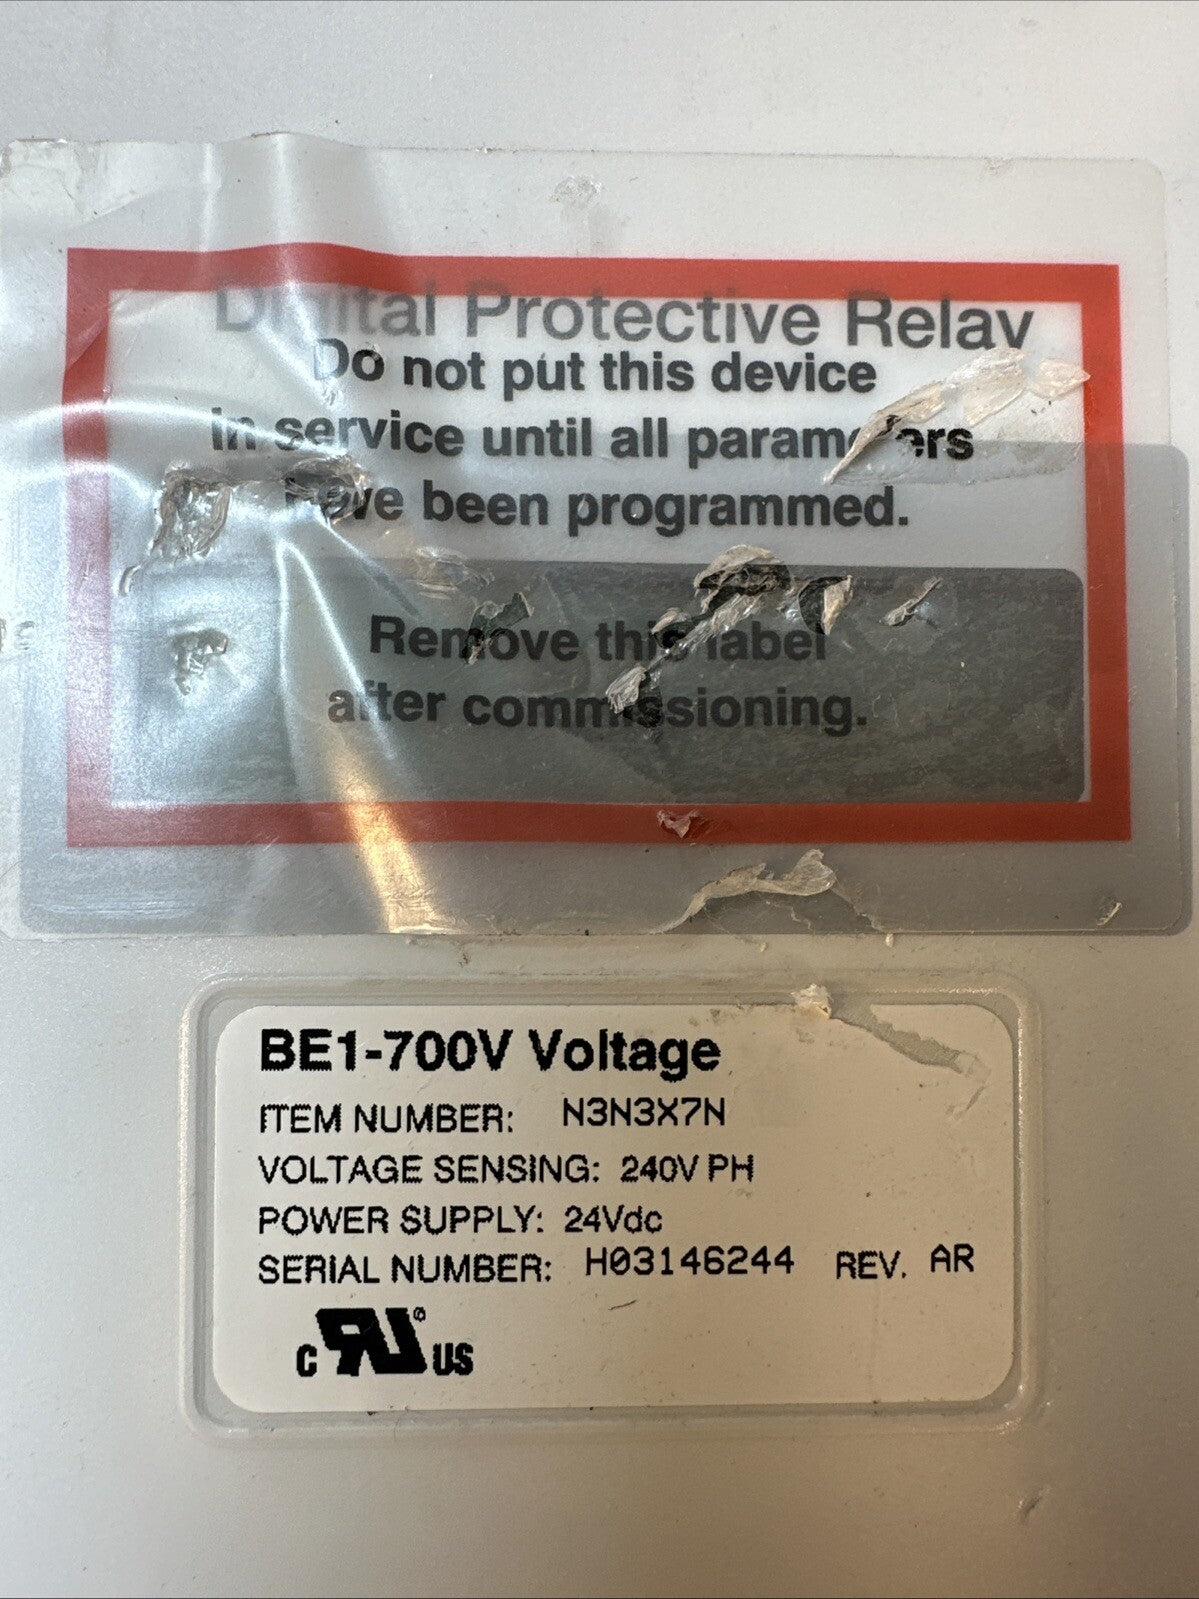 Digital Protective Relay
Do not put this device
in service until all parameters
have been programmed.
Remove this label
after commissioning.
BE1-700V Voltage
ITEM NUMBER: N3N3X7N
VOLTAGE SENSING: 240V PH
POWER SUPPLY: 24Vdc
SERIAL NUMBER: H03146244 REV. AR
c RU® US